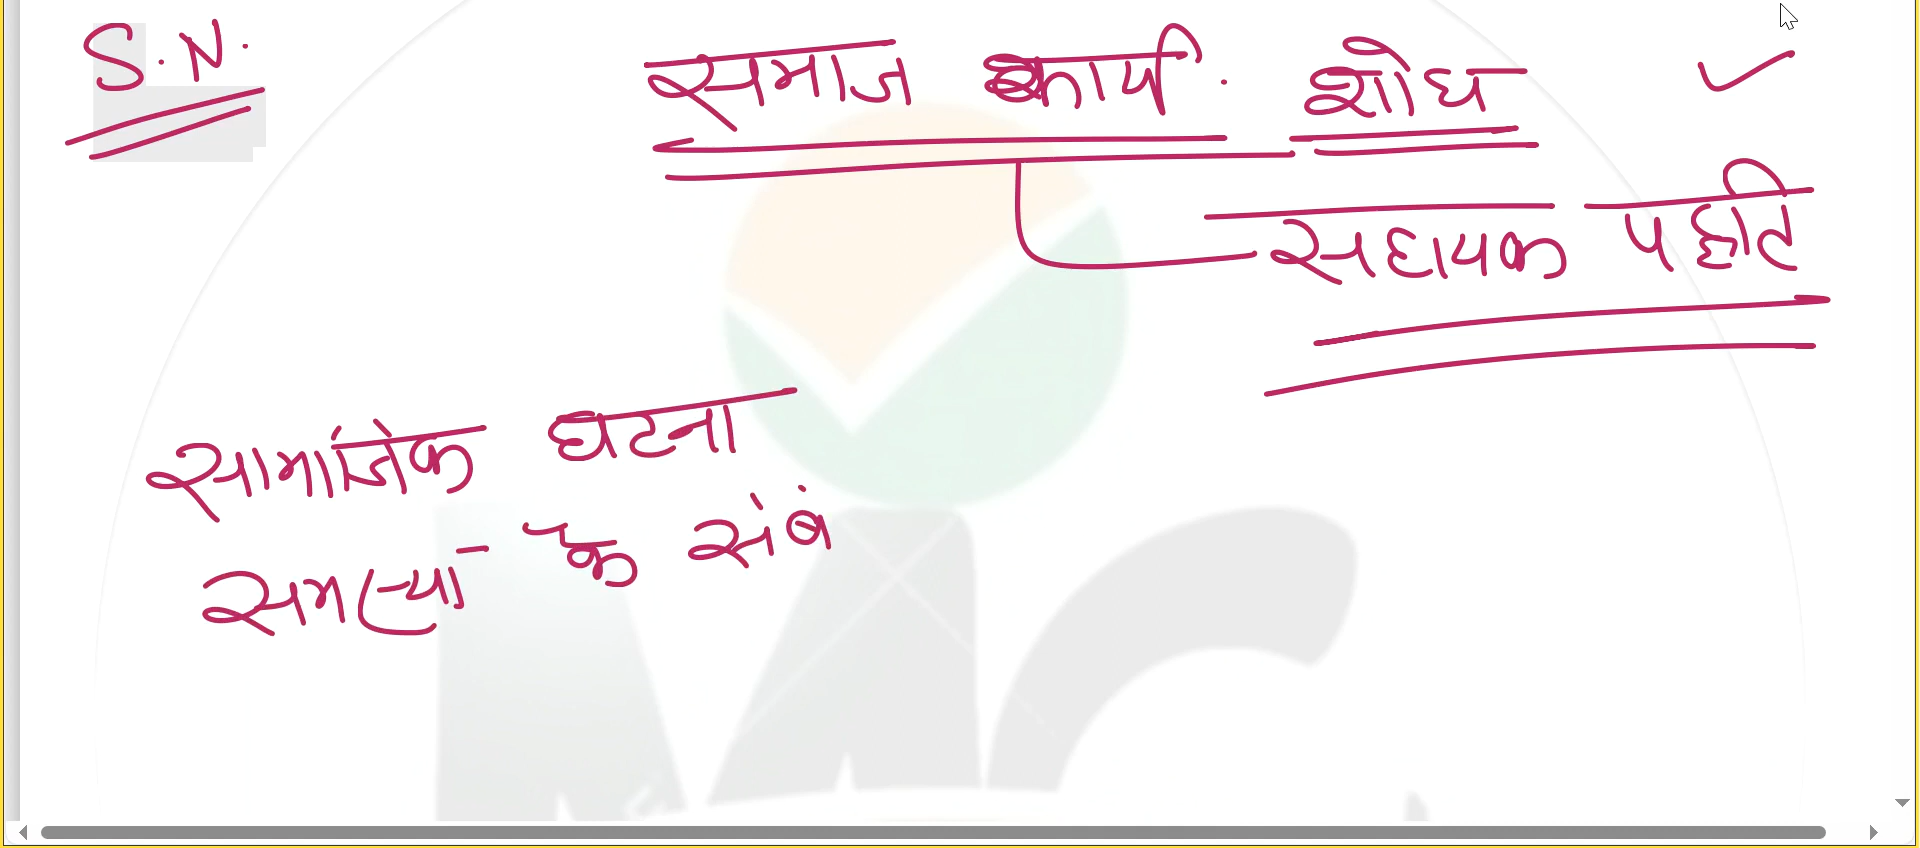 S.N.
समाज कार्य शोध
सहायक पद्धति
सामाजिक घटना
समस्या के संबं